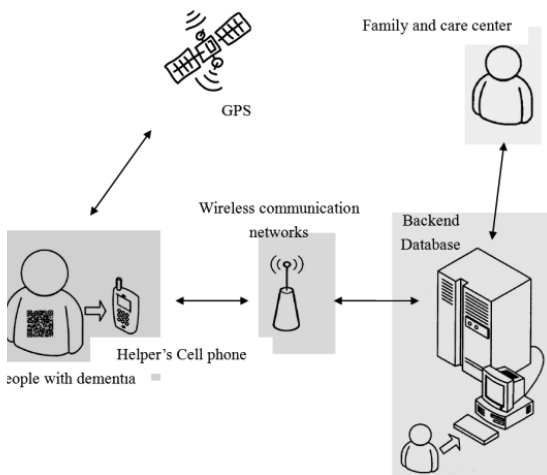 Family and care center
GPS
Wireless communication
networks
Backend
Database
Helper's Cell phone
eople with dementia